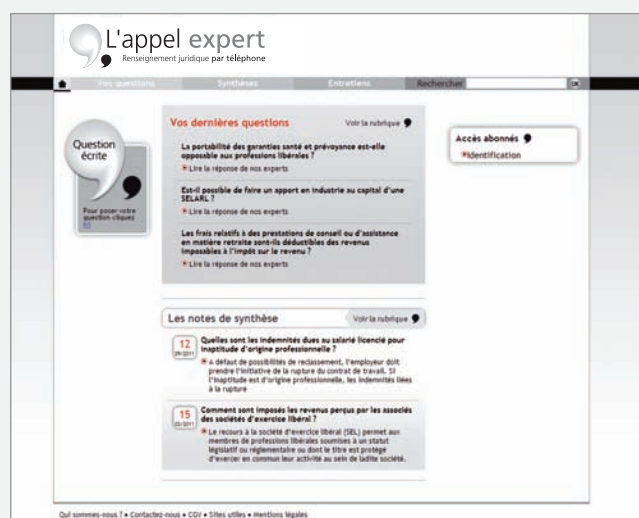 L'appel expert
Renseignement juridique par téléphone
Vos questions Synthèses Entretiens Rechercher OK
Question
écrite
Pour poser votre
question cliquez
Vos dernières questions Voir la rubrique
La portabilité des garanties santé et prévoyance est-elle
opposable aux professions libérales ?
Lire la réponse de nos experts
Est-il possible de faire un apport en industrie au capital d'une
SELARL ?
Lire la réponse de nos experts
Les frais relatifs à des prestations de conseil ou d'assistance
en matière retraite sont-ils déductibles des revenus
imposables à l'impôt sur le revenu ?
Lire la réponse de nos experts
Accès abonnés
Identification
Les notes de synthèse Voir la rubrique
12
09/2011
Quelles sont les indemnités dues au salarié licencié pour
inaptitude d'origine professionnelle ?
A défaut de possibilités de reclassement, l'employeur doit
prendre l'initiative de la rupture du contrat de travail. Si
l'inaptitude est d'origine professionnelle, les indemnités liées
à la rupture
15
Comment sont imposés les revenus perçus par les associés
des sociétés d'exercice libéral ?
Le recours à la société d'exercice libéral (SEL) permet aux
membres de professions libérales soumises à un statut
législatif ou réglementaire ou dont le titre est protégé
d'exercer en commun leur activité au sein de ladite société.
Qui sommes-nous ? • Contactez-nous • CGV • Sites utiles • Mentions légales